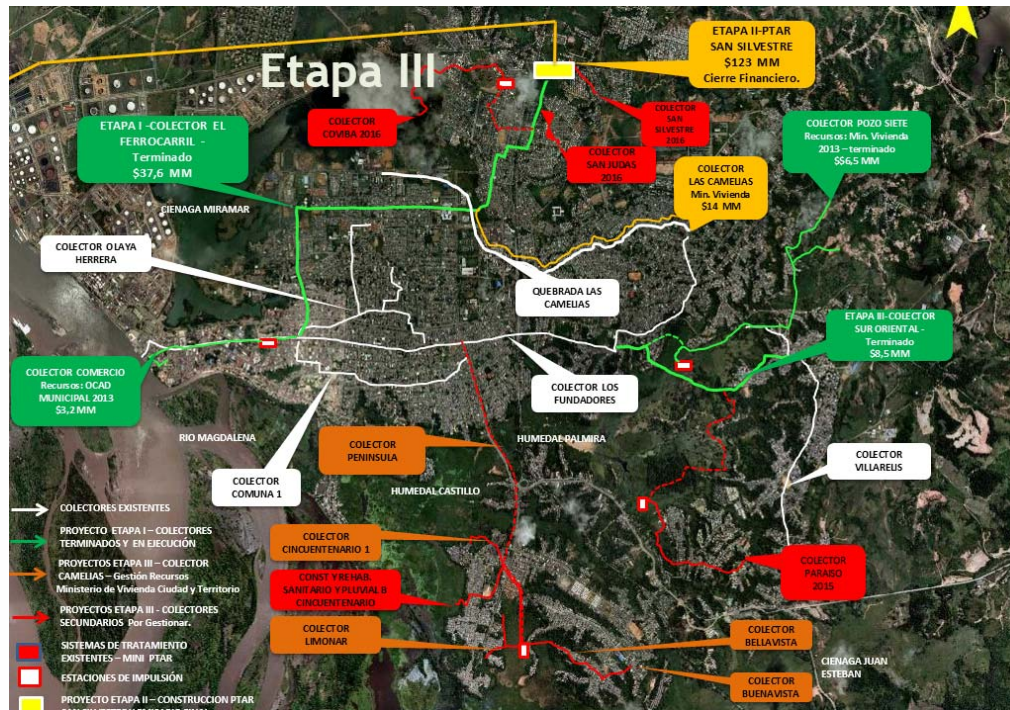 Etapa III
ETAPA II-PTAR
SAN SILVESTRE
$123 MM
Cierre Financiero.
COLECTOR
COVIBA 2016
COLECTOR
SAN
SILVESTRE
2016
COLECTOR
SAN JUDAS
2016
ETAPA I -COLECTOR EL
FERROCARRIL -
Terminado
$37,6 MM
COLECTOR POZO SIETE
Recursos: Min. Vivienda
2013 – terminado
$$6,5 MM
COLECTOR
LAS CAMELIAS
Min. Vivienda
$14 MM
CIENAGA MIRAMAR
COLECTOR OLAYA
HERRERA
QUEBRADA LAS
CAMELIAS
ETAPA III-COLECTOR
SUR ORIENTAL -
Terminado
$8,5 MM
COLECTOR COMERCIO
Recursos: OCAD
MUNICIPAL 2013
$3,2 MM
COLECTOR LOS
FUNDADORES
RIO MAGDALENA
COLECTOR
PENINSULA
HUMEDAL PALMIRA
COLECTOR
VILLARELIS
COLECTOR
COMUNA 1
HUMEDAL CASTILLO
COLECTORES EXISTENTES
PROYECTO ETAPA I – COLECTORES
TERMINADOS Y EN EJECUCIÓN
PROYECTOS ETAPA III – COLECTOR
CAMELIAS – Gestión Recursos
Ministerio de Vivienda Ciudad y Territorio
PROYECTOS ETAPA III - COLECTORES
SECUNDARIOS Por Gestionar.
SISTEMAS DE TRATAMIENTO
EXISTENTES – MINI PTAR
ESTACIONES DE IMPULSIÓN
PROYECTO ETAPA II – CONSTRUCCION PTAR
COLECTOR
CINCUENTENARIO 1
CONST Y REHAB.
SANITARIO Y PLUVIAL B
CINCUENTENARIO
COLECTOR
LIMONAR
COLECTOR
PARAISO
2015
COLECTOR
BELLAVISTA
COLECTOR
BUENAVISTA
CIENAGA JUAN
ESTEBAN